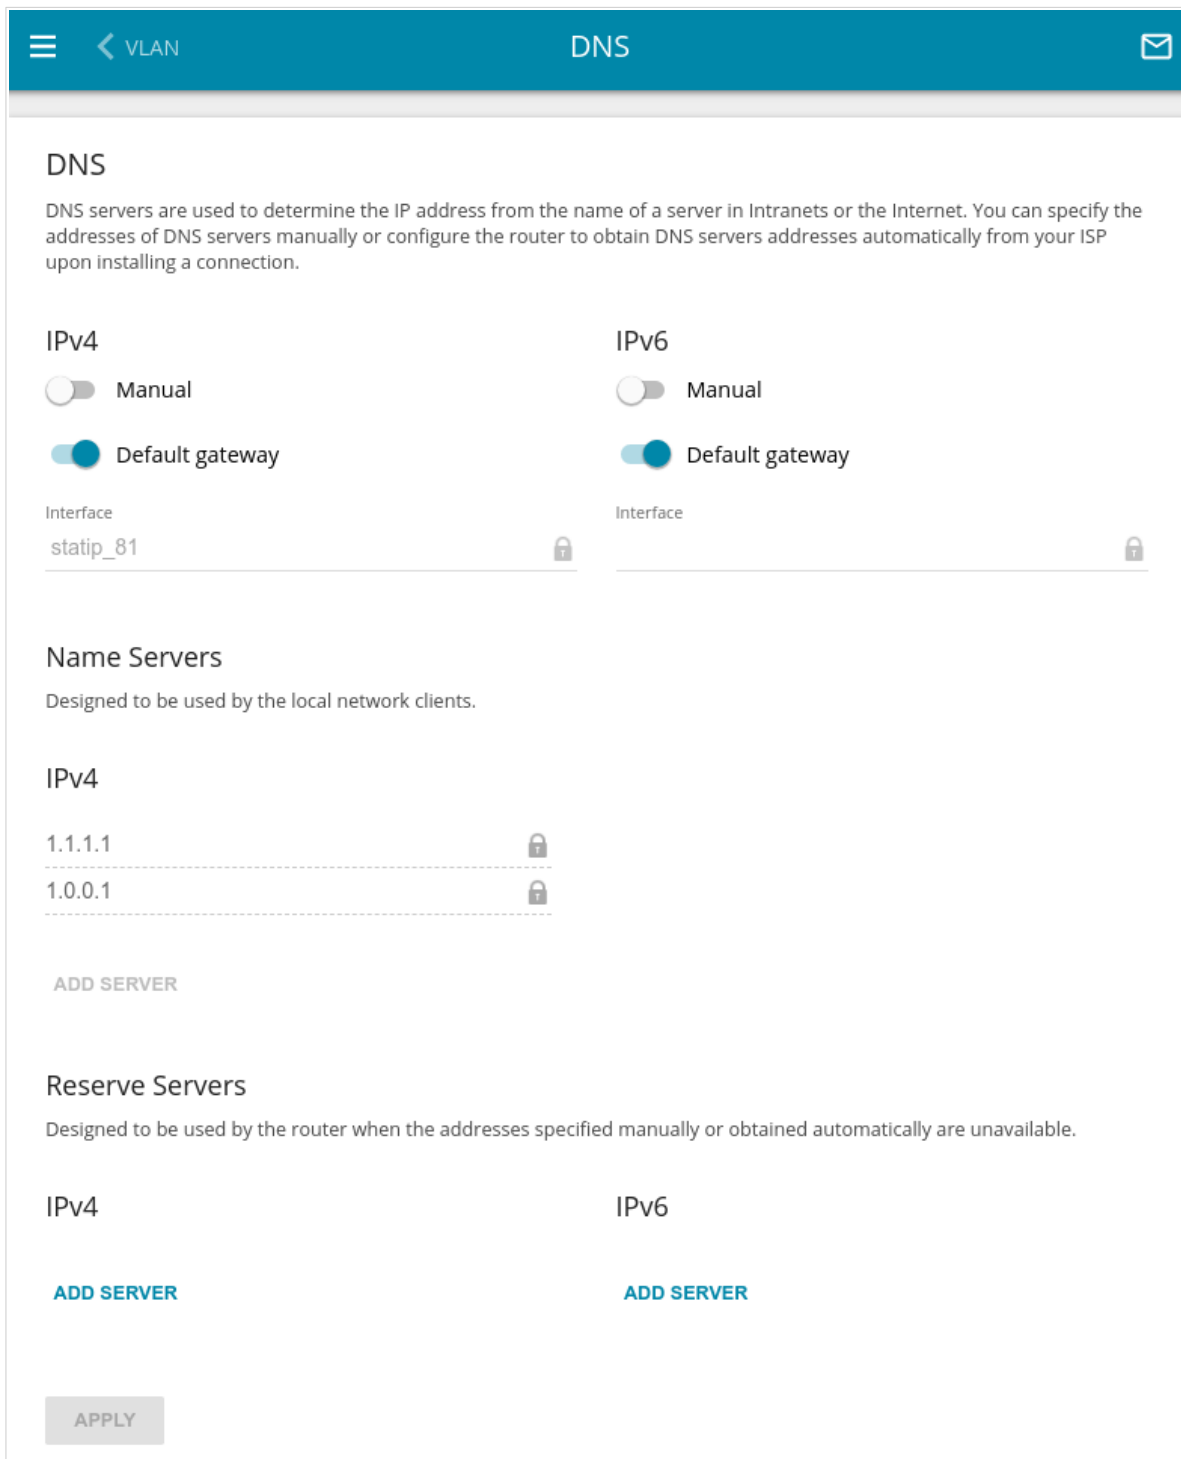 VLAN
DNS
DNS
DNS servers are used to determine the IP address from the name of a server in Intranets or the Internet. You can specify the
addresses of DNS servers manually or configure the router to obtain DNS servers addresses automatically from your ISP
upon installing a connection.
IPv4
Manual
Default gateway
Interface
statip_81
IPv6
Manual
Default gateway
Interface
Name Servers
Designed to be used by the local network clients.
IPv4
1.1.1.1
1.0.0.1
ADD SERVER
Reserve Servers
Designed to be used by the router when the addresses specified manually or obtained automatically are unavailable.
IPv4
ADD SERVER
IPv6
ADD SERVER
APPLY